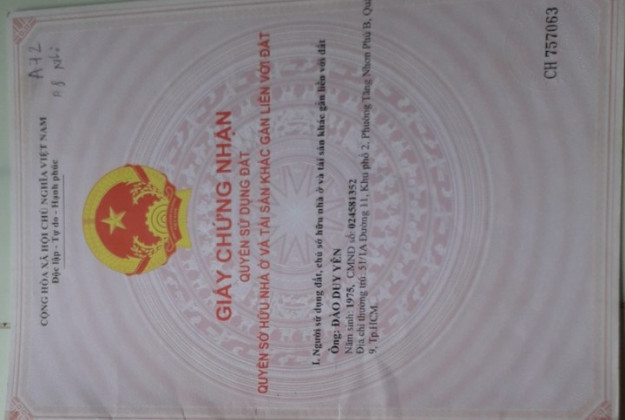 CỘNG HÒA XÃ HỘI CHỦ NGHĨA VIỆT NAM
Độc lập - Tự do - Hạnh phúc
GIẤY CHỨNG NHẬN
QUYỀN SỬ DỤNG ĐẤT
QUYỀN SỞ HỮU NHÀ Ở VÀ TÀI SẢN KHÁC GẮN LIỀN VỚI ĐẤT
I. Người sử dụng đất, chủ sở hữu nhà ở và tài sản khác gắn liền với đất
Ông: ĐÀO DUY YÊN
Năm sinh: 1975, CMND số: 024581352
Địa chỉ thường trú: 51/1A Đường 11, Khu phố 2, Phường Tăng Nhơn Phú B, Qu
9, Tp.HCM.
CH 757063